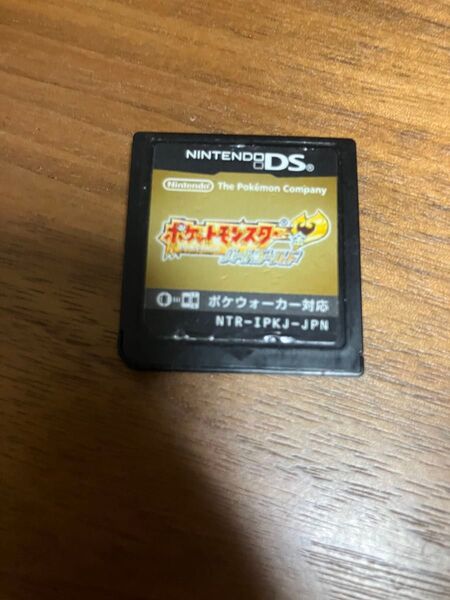 NINTENDO DS®
Nintendo® The Pokémon Company
ポケットモンスター®
ポケウォーカー対応
NTR-IPKJ-JPN